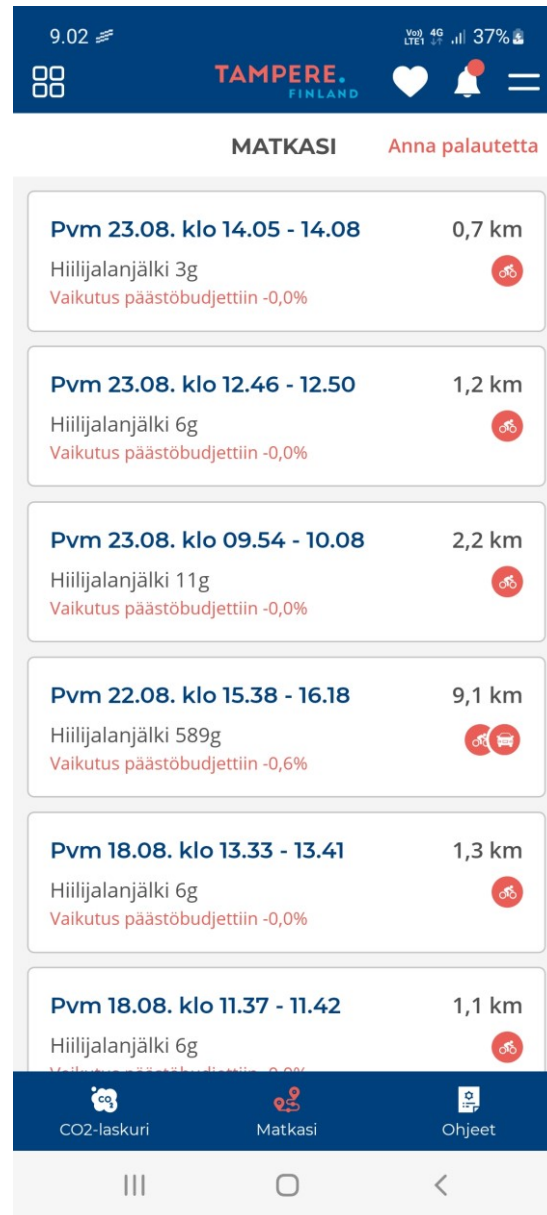 9.02 Vo)) LTE1 4G 37%
TAMPERE.
FINLAND
MATKASI Anna palautetta
Pvm 23.08. klo 14.05 - 14.08 0,7 km
Hiilijalanjälki 3g
Vaikutus päästöbudjettiin -0,0%
Pvm 23.08. klo 12.46 - 12.50 1,2 km
Hiilijalanjälki 6g
Vaikutus päästöbudjettiin -0,0%
Pvm 23.08. klo 09.54 - 10.08 2,2 km
Hiilijalanjälki 11g
Vaikutus päästöbudjettiin -0,0%
Pvm 22.08. klo 15.38 - 16.18 9,1 km
Hiilijalanjälki 589g
Vaikutus päästöbudjettiin -0,6%
Pvm 18.08. klo 13.33 - 13.41 1,3 km
Hiilijalanjälki 6g
Vaikutus päästöbudjettiin -0,0%
Pvm 18.08. klo 11.37 - 11.42 1,1 km
Hiilijalanjälki 6g
CO2
CO2-laskuri Matkasi Ohjeet